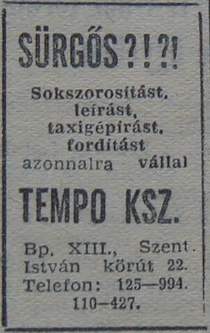 SÜRGŐS?!?!
Sokszorosítást,
leírást,
taxigépírást,
fordítást
azonnalra vállal
TEMPO KSZ.
Bp. XIII., Szent
István körút 22.
Telefon: 125—994.
110-427.